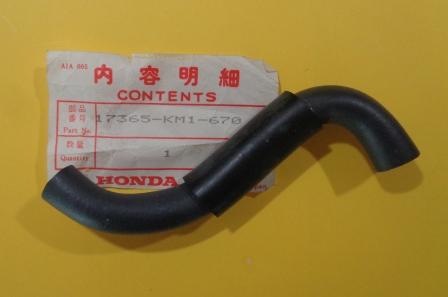 AIA 005
内容明細
CONTENTS
部品
番号 17365-KM1-670
Part No.
数量
Quantity 1
HONDA